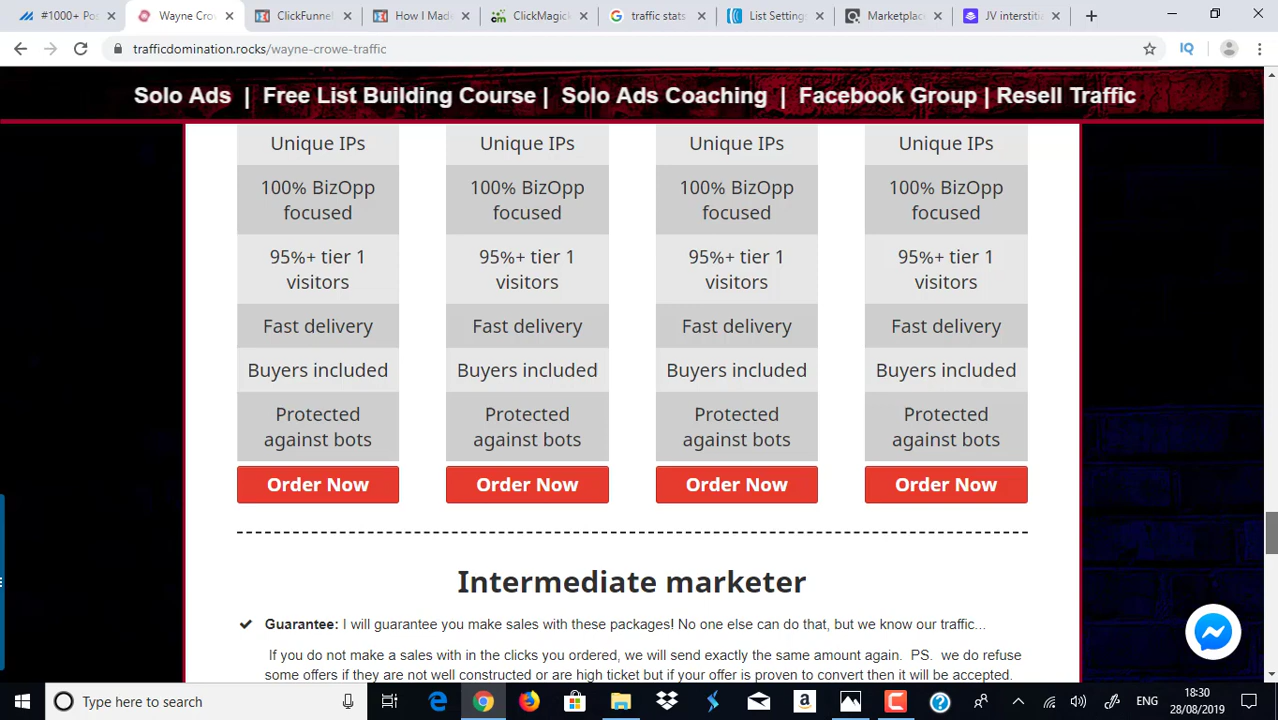 #1000+ Po
Wayne Cro
ClickFunnel
How I Made
ClickMagick
traffic stats
List Settings
Marketplace
JV interstiti
trafficdomination.rocks/wayne-crowe-traffic
IQ
Solo Ads | Free List Building Course | Solo Ads Coaching | Facebook Group | Resell Traffic
Unique IPs Unique IPs Unique IPs Unique IPs
100% BizOpp 100% BizOpp 100% BizOpp 100% BizOpp
focused focused focused focused
95%+ tier 1 95%+ tier 1 95%+ tier 1 95%+ tier 1
visitors visitors visitors visitors
Fast delivery Fast delivery Fast delivery Fast delivery
Buyers included Buyers included Buyers included Buyers included
Protected Protected Protected Protected
against bots against bots against bots against bots
Order Now Order Now Order Now Order Now
Intermediate marketer
Guarantee: I will guarantee you make sales with these packages! No one else can do that, but we know our traffic...
If you do not make a sales with in the clicks you ordered, we will send exactly the same amount again. PS. we do refuse
some offers if they are not well constructed or are high ticket but if your offer is proven to convert then it will be accepted.
Type here to search
ENG
18:30
28/08/2019